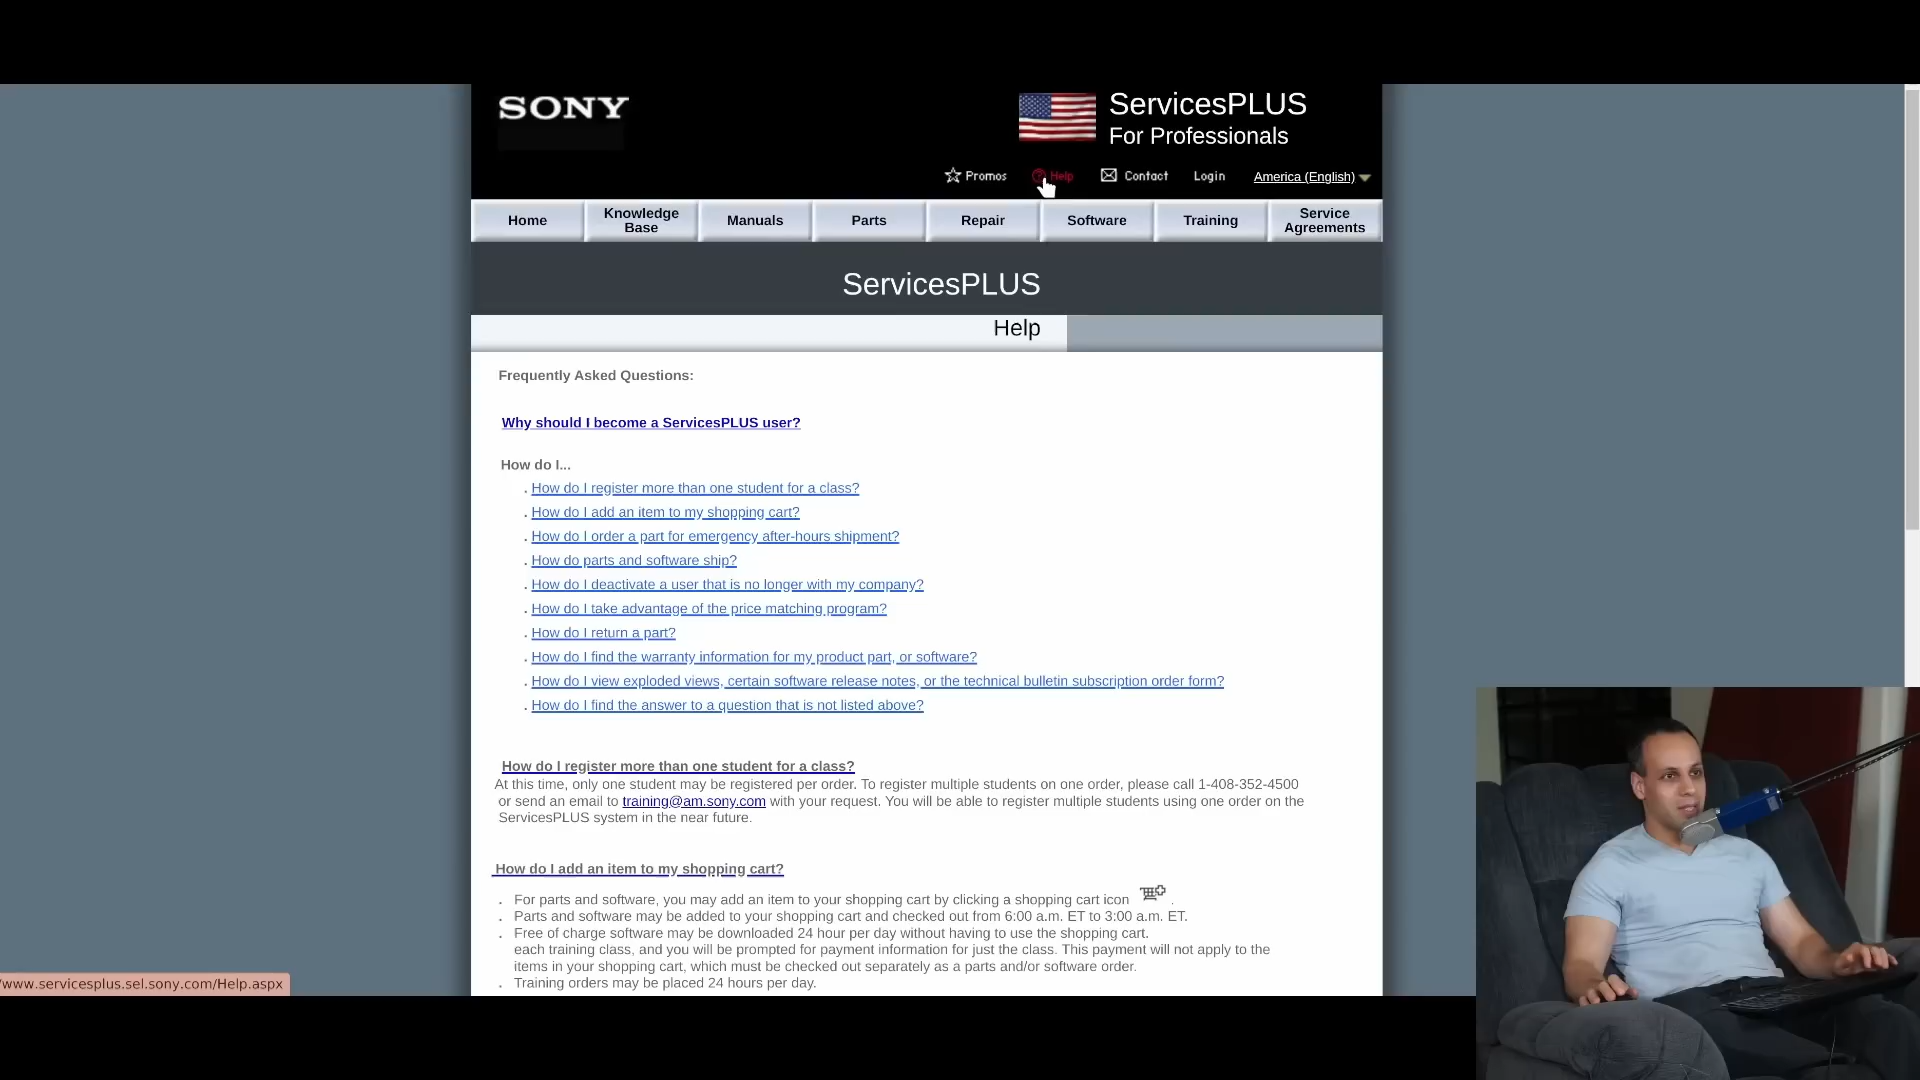 SONY
ServicesPLUS
For Professionals
Promos
Help
Contact
Login
America (English)
Home
Knowledge
Base
Manuals
Parts
Repair
Software
Training
Service
Agreements
ServicesPLUS
Help
Frequently Asked Questions:
Why should I become a ServicesPLUS user?
How do I...
. How do I register more than one student for a class?
. How do I add an item to my shopping cart?
. How do I order a part for emergency after-hours shipment?
. How do parts and software ship?
. How do I deactivate a user that is no longer with my company?
. How do I take advantage of the price matching program?
. How do I return a part?
. How do I find the warranty information for my product part, or software?
. How do I view exploded views, certain software release notes, or the technical bulletin subscription order form?
. How do I find the answer to a question that is not listed above?
How do I register more than one student for a class?
At this time, only one student may be registered per order. To register multiple students on one order, please call 1-408-352-4500
or send an email to training@am.sony.com with your request. You will be able to register multiple students using one order on the
ServicesPLUS system in the near future.
How do I add an item to my shopping cart?
. For parts and software, you may add an item to your shopping cart by clicking a shopping cart icon .
. Parts and software may be added to your shopping cart and checked out from 6:00 a.m. ET to 3:00 a.m. ET.
. Free of charge software may be downloaded 24 hour per day without having to use the shopping cart.
each training class, and you will be prompted for payment information for just the class. This payment will not apply to the
items in your shopping cart, which must be checked out separately as a parts and/or software order.
. Training orders may be placed 24 hours per day.
/www.servicesplus.sel.sony.com/Help.aspx